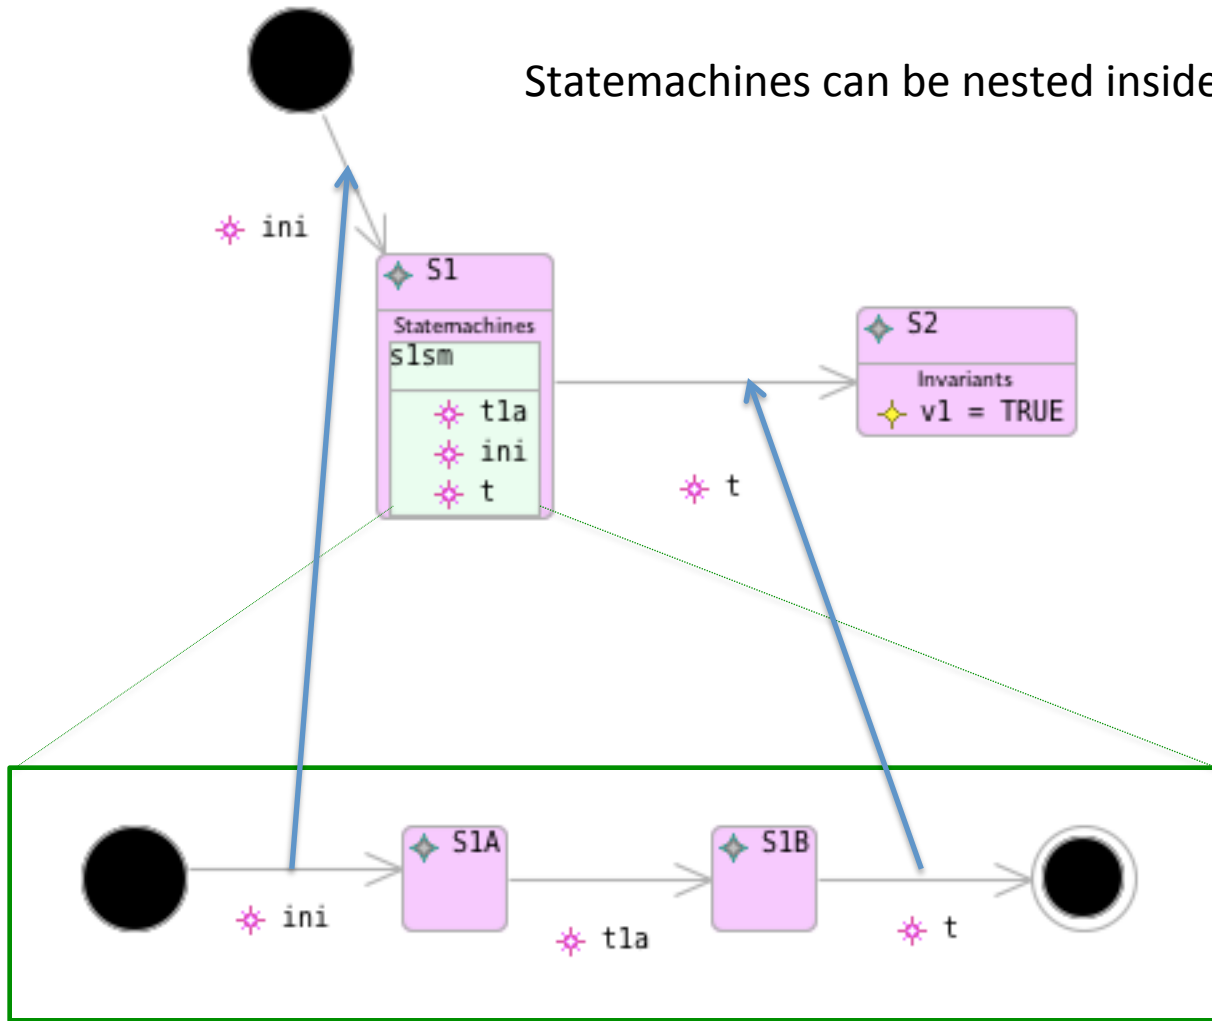 Statemachines can be nested inside
ini
S1
Statemachines
s1sm
t1a
ini
t
S2
Invariants
v1 = TRUE
t
S1A
S1B
ini
t1a
t